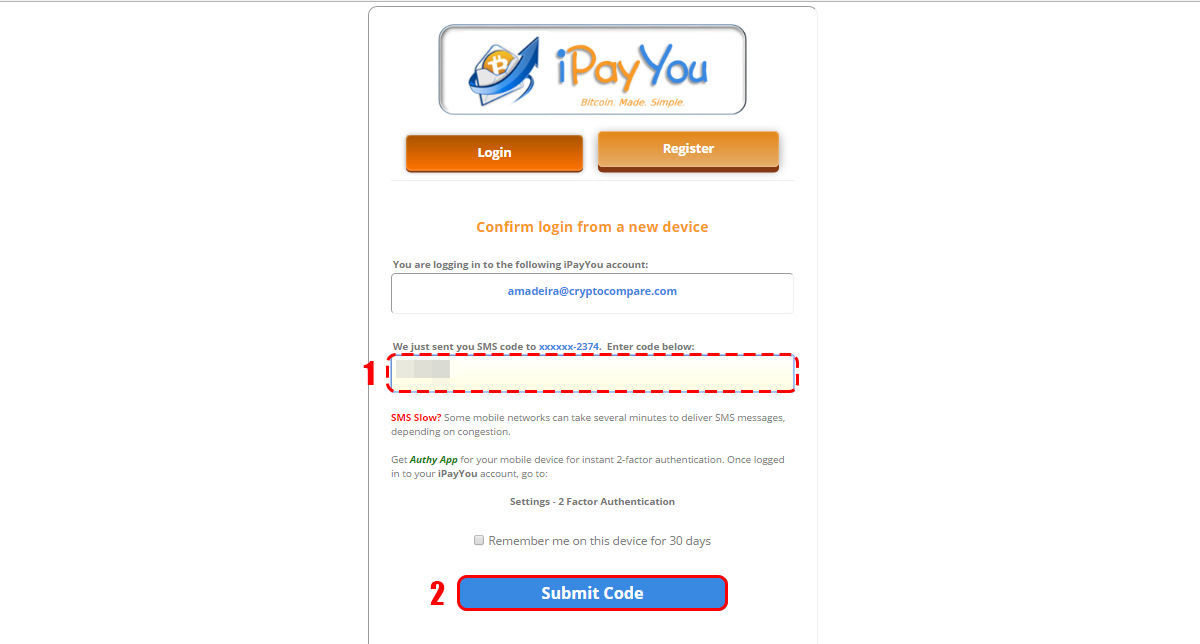 iPayYou
Bitcoin. Made. Simple.
Login
Register
Confirm login from a new device
You are logging in to the following iPayYou account:
amadeira@cryptocompare.com
We just sent you SMS code to xxxxxx-2374. Enter code below:
1
SMS Slow? Some mobile networks can take several minutes to deliver SMS messages,
depending on congestion.
Get Authy App for your mobile device for instant 2-factor authentication. Once logged
in to your iPayYou account, go to:
Settings - 2 Factor Authentication
Remember me on this device for 30 days
2
Submit Code